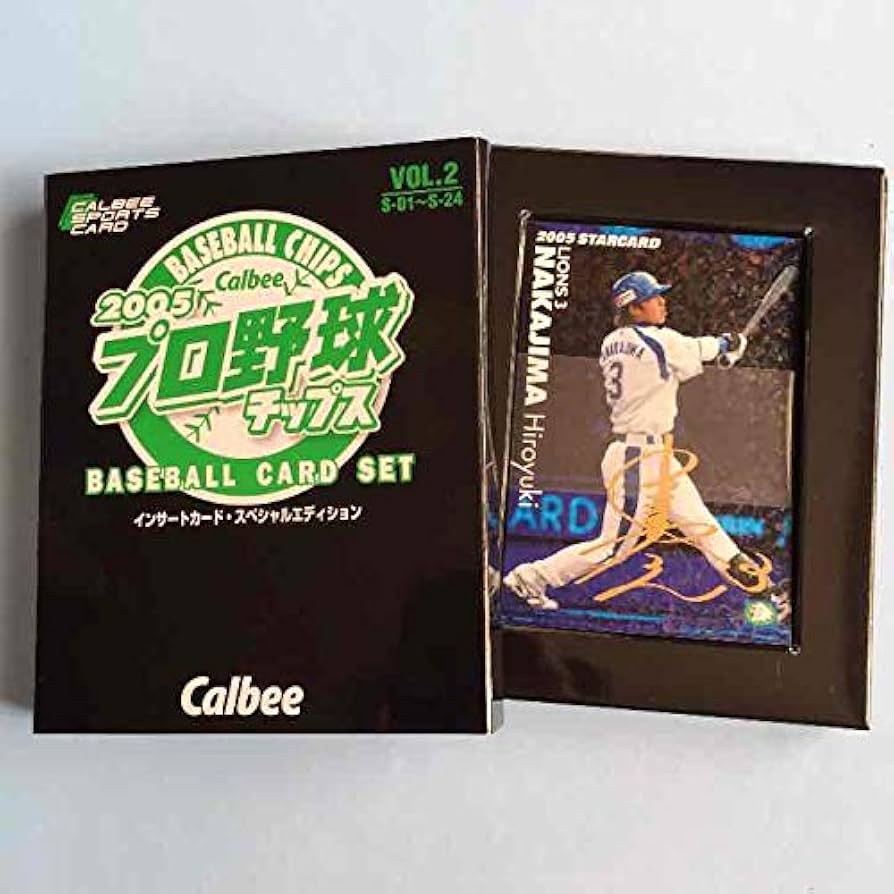 CALBEE
SPORTS
CARD
VOL.2
S-01~S-24
BASEBALL CHIPS
Calbee
2005
プロ野球
チップス
BASEBALL CARD SET
インサートカード・スペシャルエディション
Calbee
2005 STARCARD
LIONS 3
NAKAJIMA Hiroyuki
NAKAJIMA
3
ARD
3